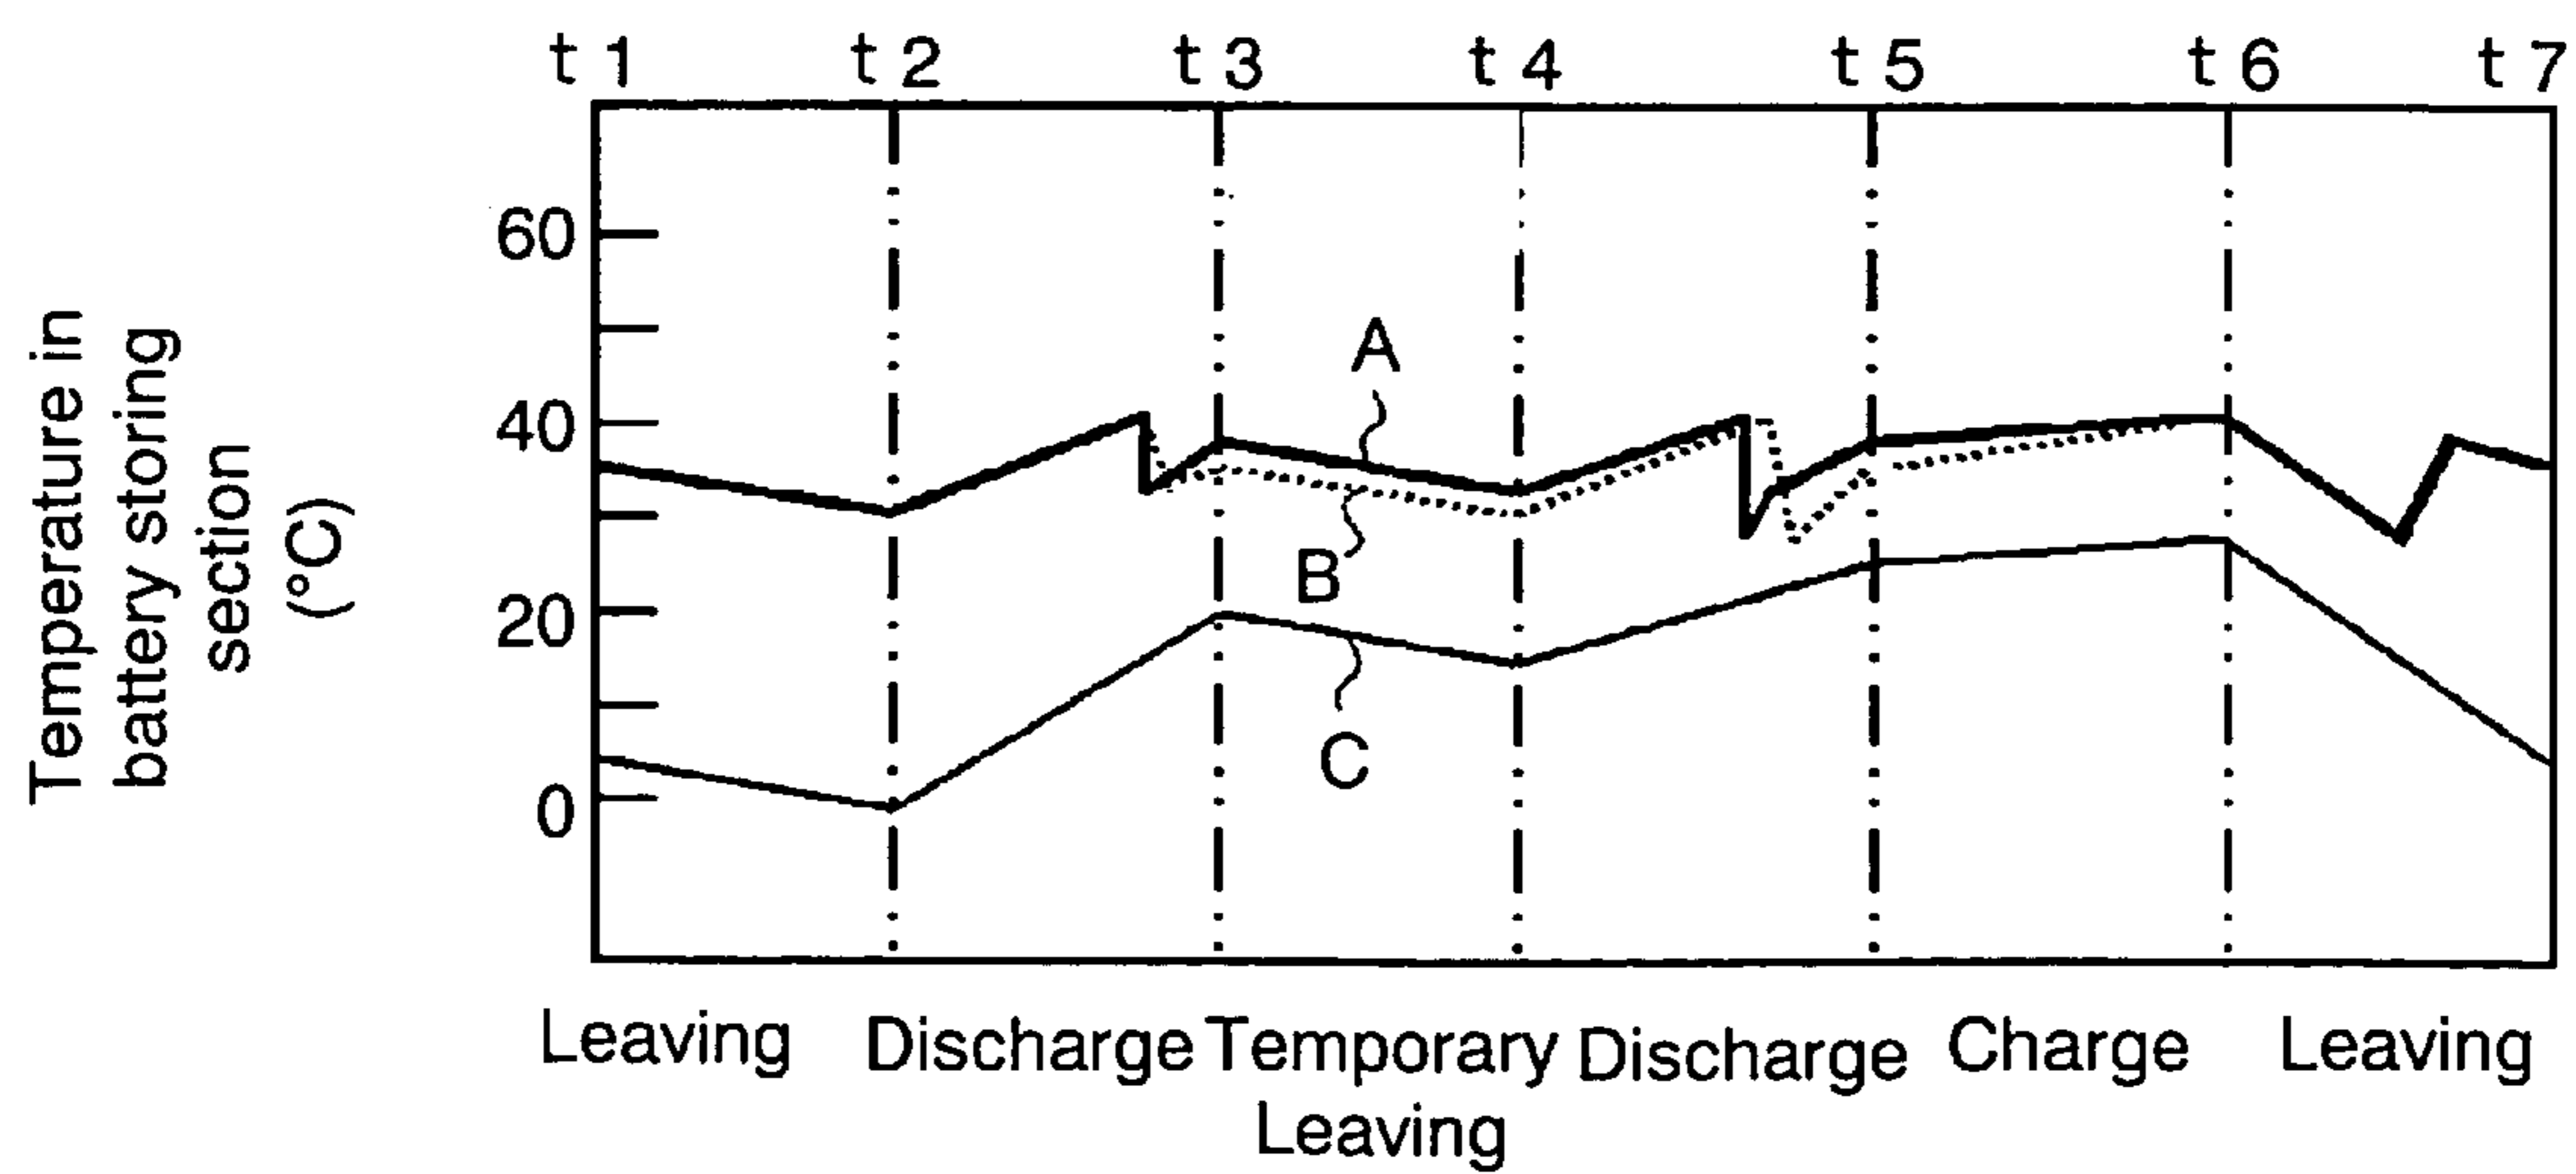 t 1 t 2 t 3 t 4 t 5 t 6 t 7
Temperature in
battery storing
section
(°C)
60
40
20
0
A
B
C
Leaving Discharge Temporary Discharge Charge Leaving
Leaving